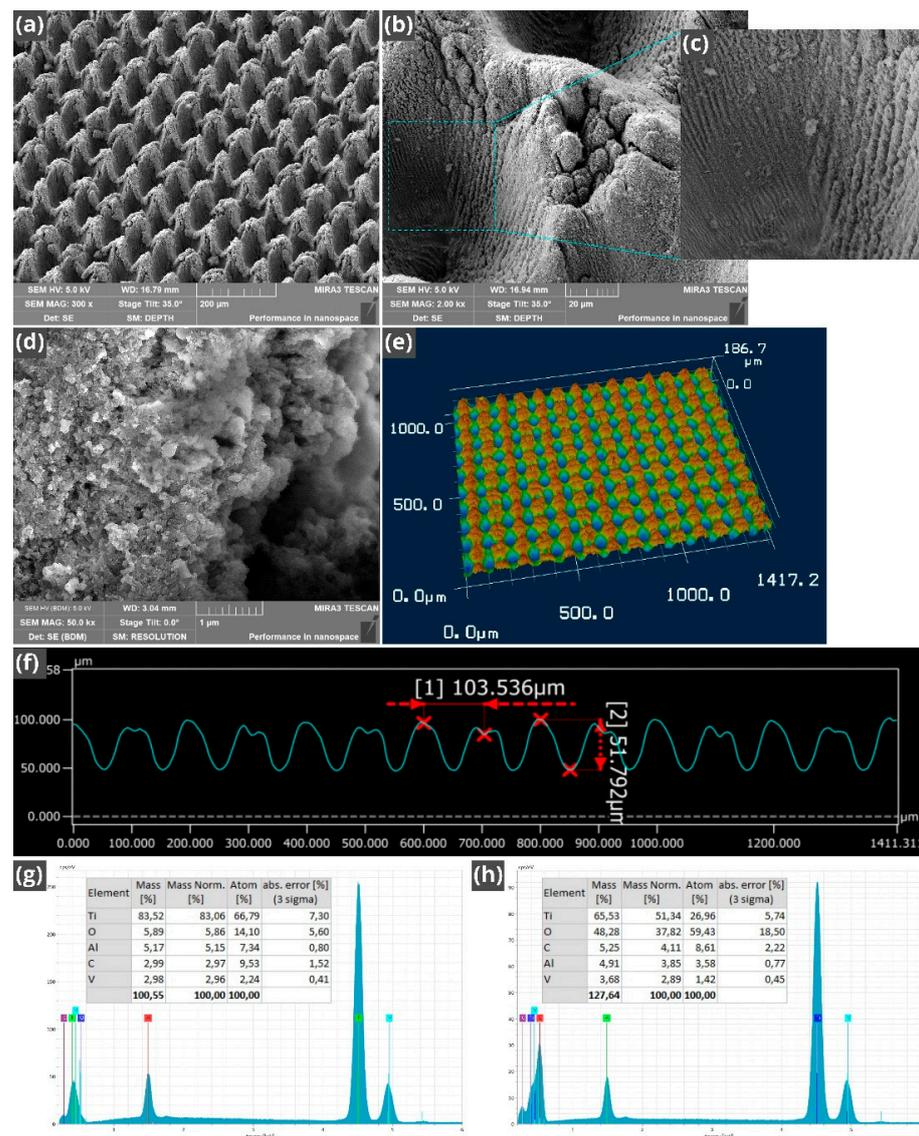 (a)
SEM HV: 5.0 kV WD: 16.79 mm MIRA3 TESCAN
SEM MAG: 300 x Stage Tilt: 35.0° 200 µm
Det: SE SM: DEPTH Performance in nanospace
(b)
SEM HV: 5.0 kV WD: 16.94 mm MIRA3 TESCAN
SEM MAG: 2.00 kx Stage Tilt: 35.0° 20 µm
Det: SE SM: DEPTH Performance in nanospace
(c)
(d)
SEM HV (BDM): 5.0 kV WD: 3.04 mm MIRA3 TESCAN
SEM MAG: 50.0 kx Stage Tilt: 0.0° 1 µm
Det: SE (BDM) SM: RESOLUTION Performance in nanospace
(e)
186.7
µm
0.0
1000.0
500.0
0.0µm
0.0µm
500.0
1000.0
1417.2
(f)
58
µm
100.000
50.000
0.000
[1] 103.536µm
[2] 51.792µm
µm
0.000 100.000 200.000 300.000 400.000 500.000 600.000 700.000 800.000 900.000 1000.000 1200.000 1411.31
(g)
Element Mass [%] Mass Norm. [%] Atom [%] abs. error [%] (3 sigma)
Ti 83,52 83,06 66,79 7,30
O 5,89 5,86 14,10 5,60
Al 5,17 5,15 7,34 0,80
C 2,99 2,97 9,53 1,52
V 2,98 2,96 2,24 0,41
100,55 100,00 100,00
(h)
Element Mass [%] Mass Norm. [%] Atom [%] abs. error [%] (3 sigma)
Ti 65,53 51,34 26,96 5,74
O 48,28 37,82 59,43 18,50
C 5,25 4,11 8,61 2,22
Al 4,91 3,85 3,58 0,77
V 3,68 2,89 1,42 0,45
127,64 100,00 100,00